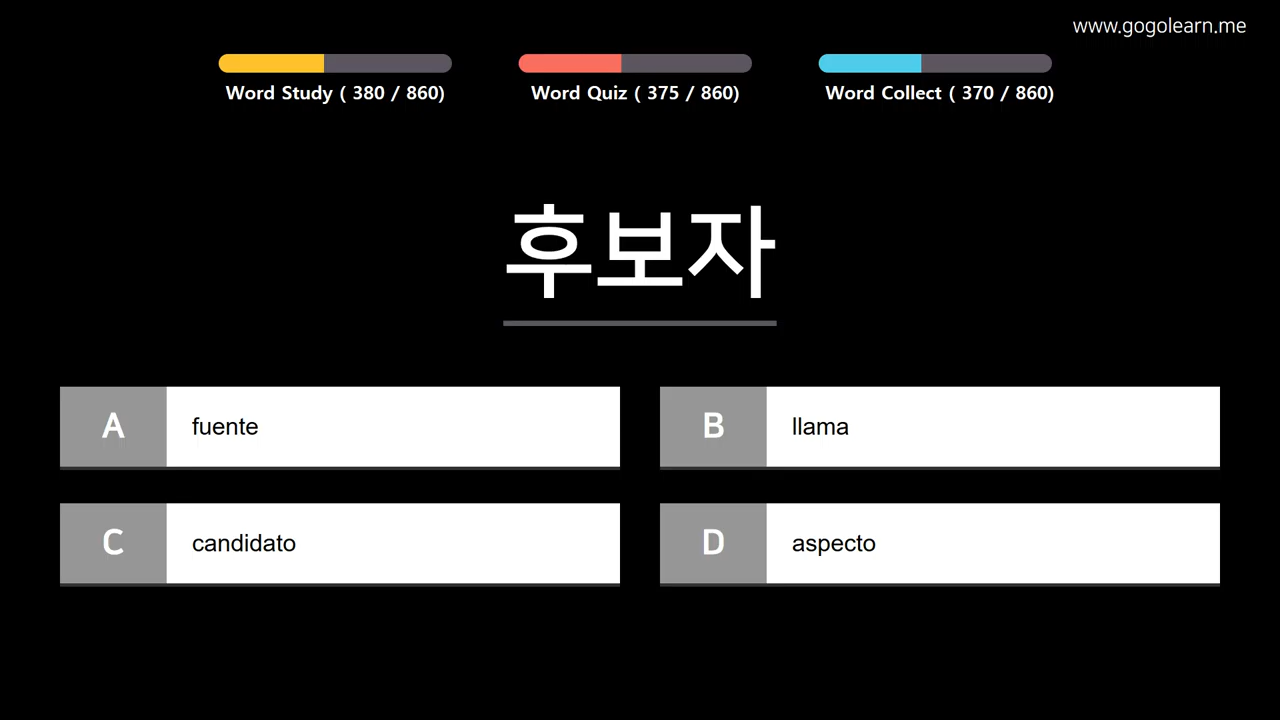 www.gogolearn.me
Word Study ( 380 / 860)
Word Quiz ( 375 / 860)
Word Collect ( 370 / 860)
후보자
A fuente
B llama
C candidato
D aspecto